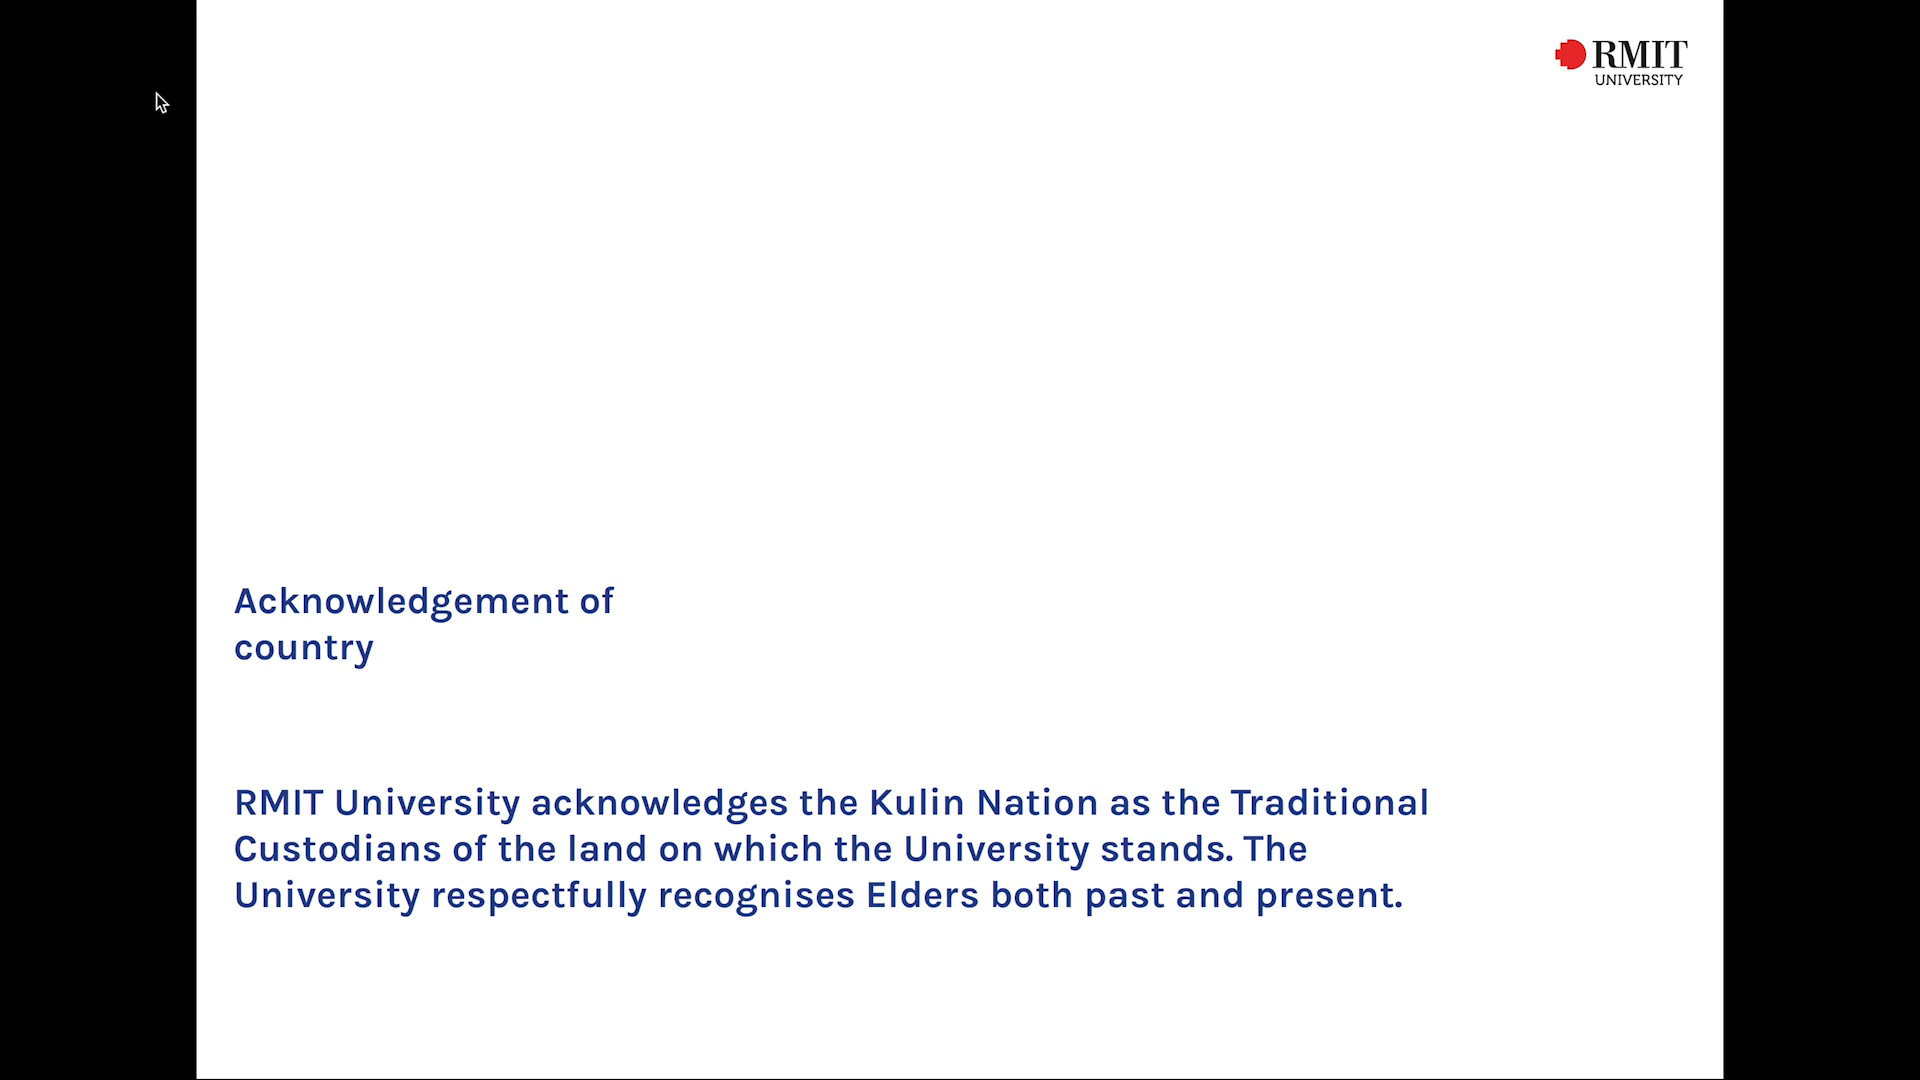 RMIT
UNIVERSITY
Acknowledgement of
country
RMIT University acknowledges the Kulin Nation as the Traditional
Custodians of the land on which the University stands. The
University respectfully recognises Elders both past and present.